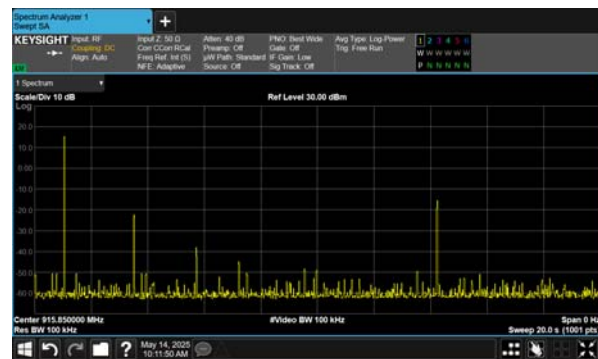 Spectrum Analyzer 1
Swept SA
KEYSIGHT Input: RF Input Z: 50 Ω Atten: 40 dB PNO: Best Wide Avg Type: Log-Power 1 2 3 4 5 6
Coupling: DC Corr CCorr RCal Preamp: Off Gate: Off Trig: Free Run W W W W W W
Align: Auto Freq Ref: Int (S) µW Path: Standard IF Gain: Low P N N N N N
NFE: Adaptive Source: Off Sig Track: Off
1 Spectrum
Scale/Div 10 dB Ref Level 30.00 dBm
Log
20.0
10.0
0.00
-10.0
-20.0
-30.0
-40.0
-50.0
-60.0
Center 915.850000 MHz #Video BW 100 kHz Span 0 Hz
Res BW 100 kHz Sweep 20.0 s (1001 pts)
May 14, 2025
10:11:50 AM